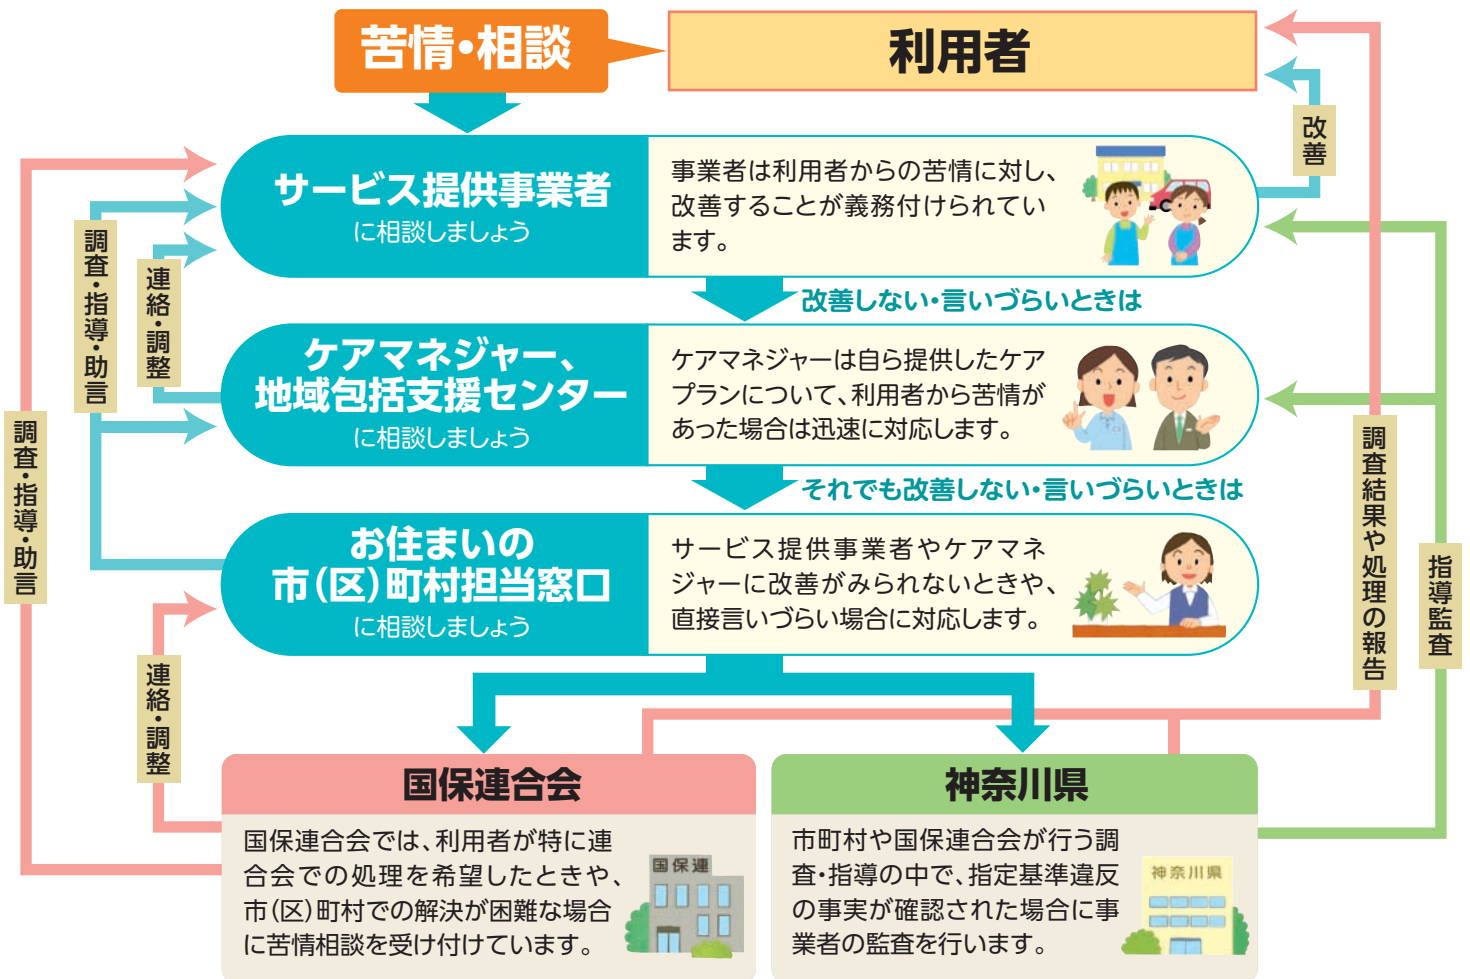 苦情・相談
利用者
改善
サービス提供事業者
に相談しましょう
事業者は利用者からの苦情に対し、
改善することが義務付けられてい
ます。
調査・指導・助言
連絡・調整
改善しない・言いづらいときは
ケアマネジャー、
地域包括支援センター
に相談しましょう
ケアマネジャーは自ら提供したケア
プランについて、利用者から苦情が
あった場合は迅速に対応します。
調査・指導・助言
調査結果や処理の報告
それでも改善しない・言いづらいときは
お住まいの
市(区)町村担当窓口
に相談しましょう
サービス提供事業者やケアマネ
ジャーに改善がみられないときや、
直接言いづらい場合に対応します。
指導監査
連絡・調整
国保連合会
国保連合会では、利用者が特に連
合会での処理を希望したときや、
市(区)町村での解決が困難な場合
に苦情相談を受け付けています。
国保連
神奈川県
市町村や国保連合会が行う調
査・指導の中で、指定基準違反
の事実が確認された場合に事
業者の監査を行います。
神奈川県